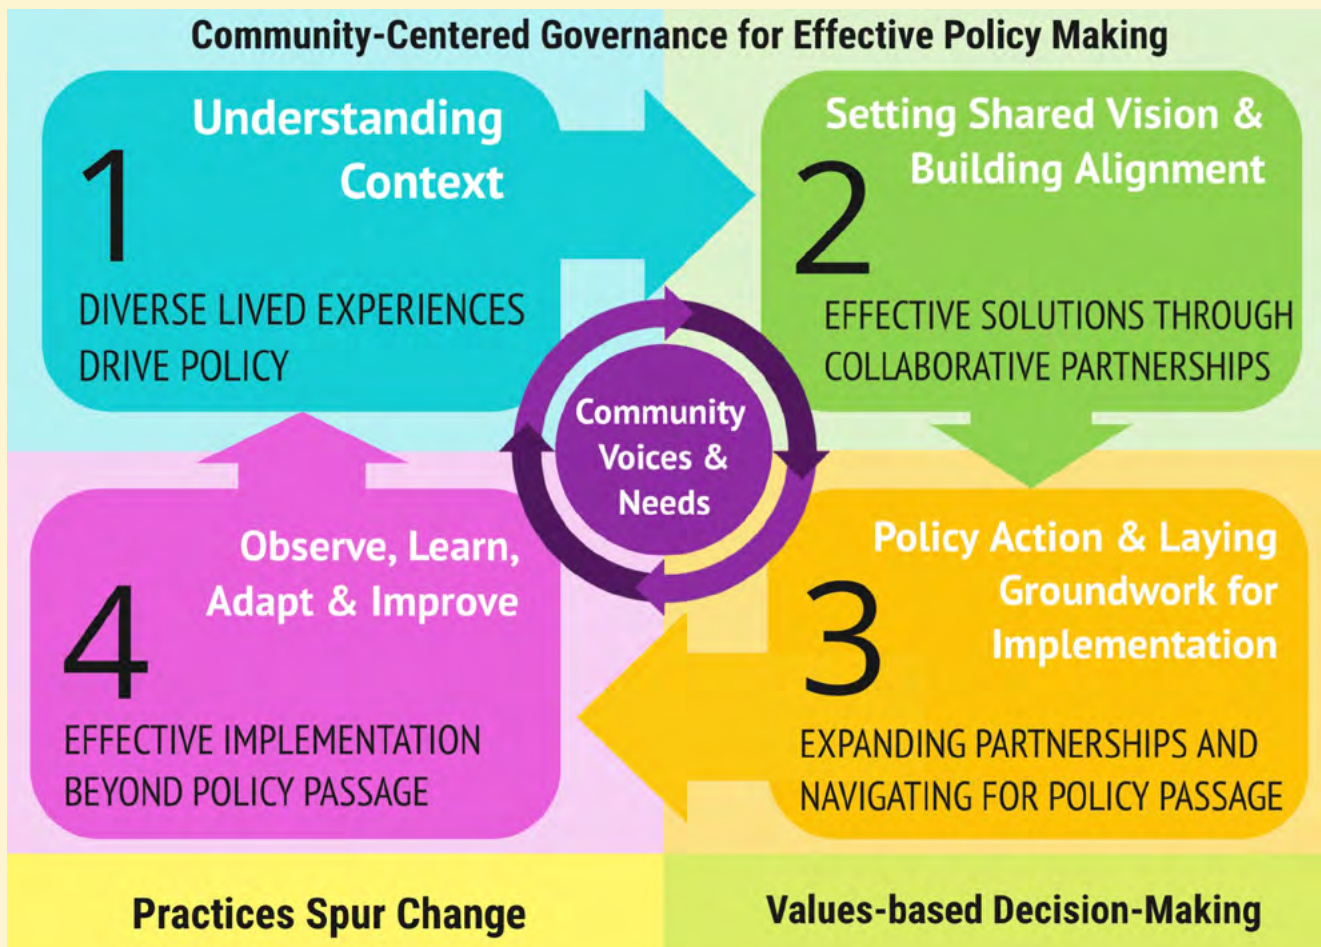 Community-Centered Governance for Effective Policy Making
1
Understanding
Context
DIVERSE LIVED EXPERIENCES
DRIVE POLICY
2
Setting Shared Vision &
Building Alignment
EFFECTIVE SOLUTIONS THROUGH
COLLABORATIVE PARTNERSHIPS
Community
Voices &
Needs
3
Policy Action & Laying
Groundwork for
Implementation
EXPANDING PARTNERSHIPS AND
NAVIGATING FOR POLICY PASSAGE
4
Observe, Learn,
Adapt & Improve
EFFECTIVE IMPLEMENTATION
BEYOND POLICY PASSAGE
Practices Spur Change
Values-based Decision-Making